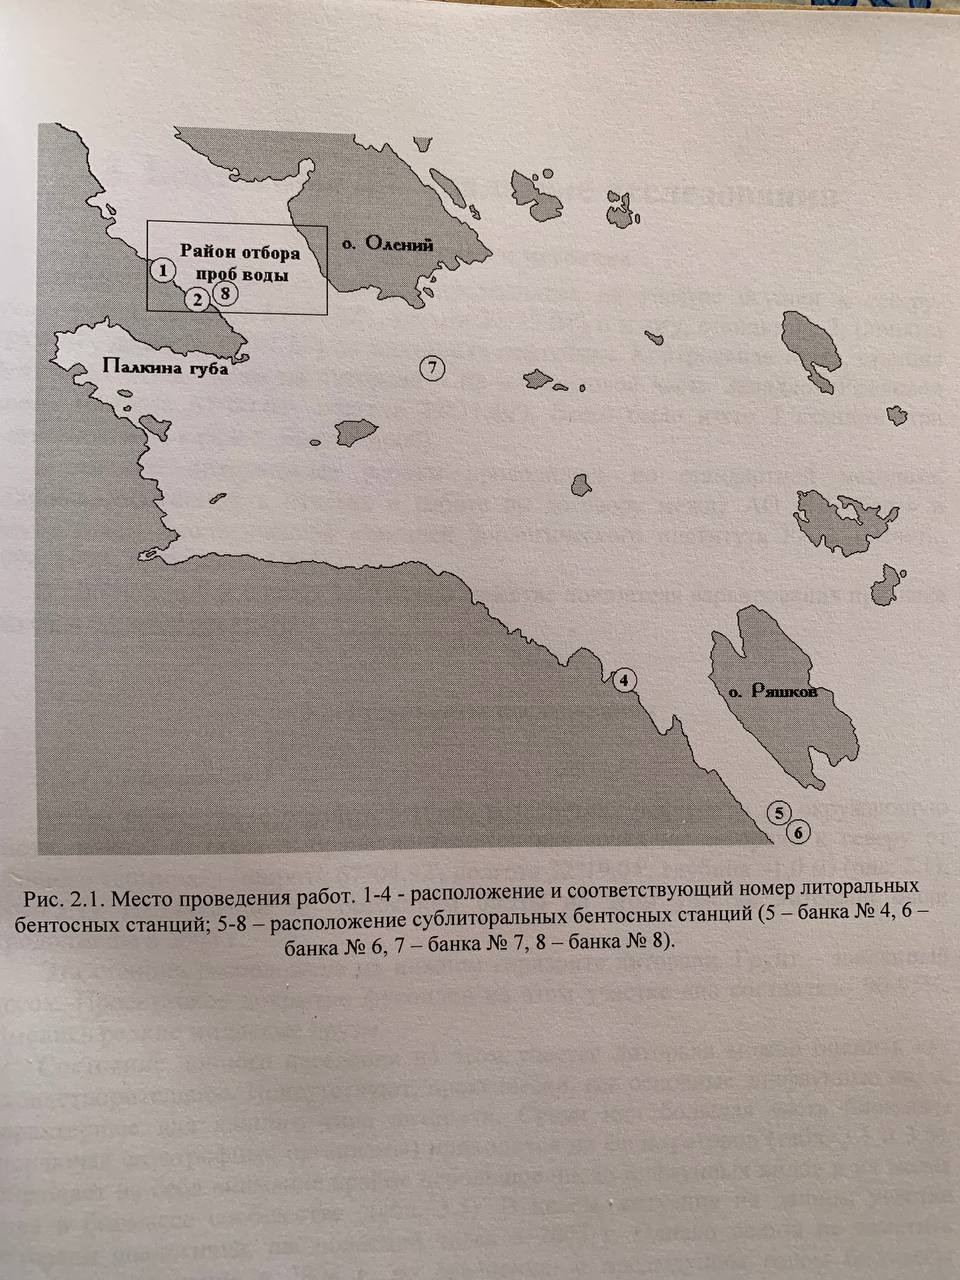 о. Олений
Район отбора
проб воды
1
2
8
Палкина губа
7
4
о. Ряшков
5
6
Рис. 2.1. Место проведения работ. 1-4 - расположение и соответствующий номер литоральных
бентосных станций; 5-8 – расположение сублиторальных бентосных станций (5 – банка № 4, 6 –
банка № 6, 7 – банка № 7, 8 – банка № 8).